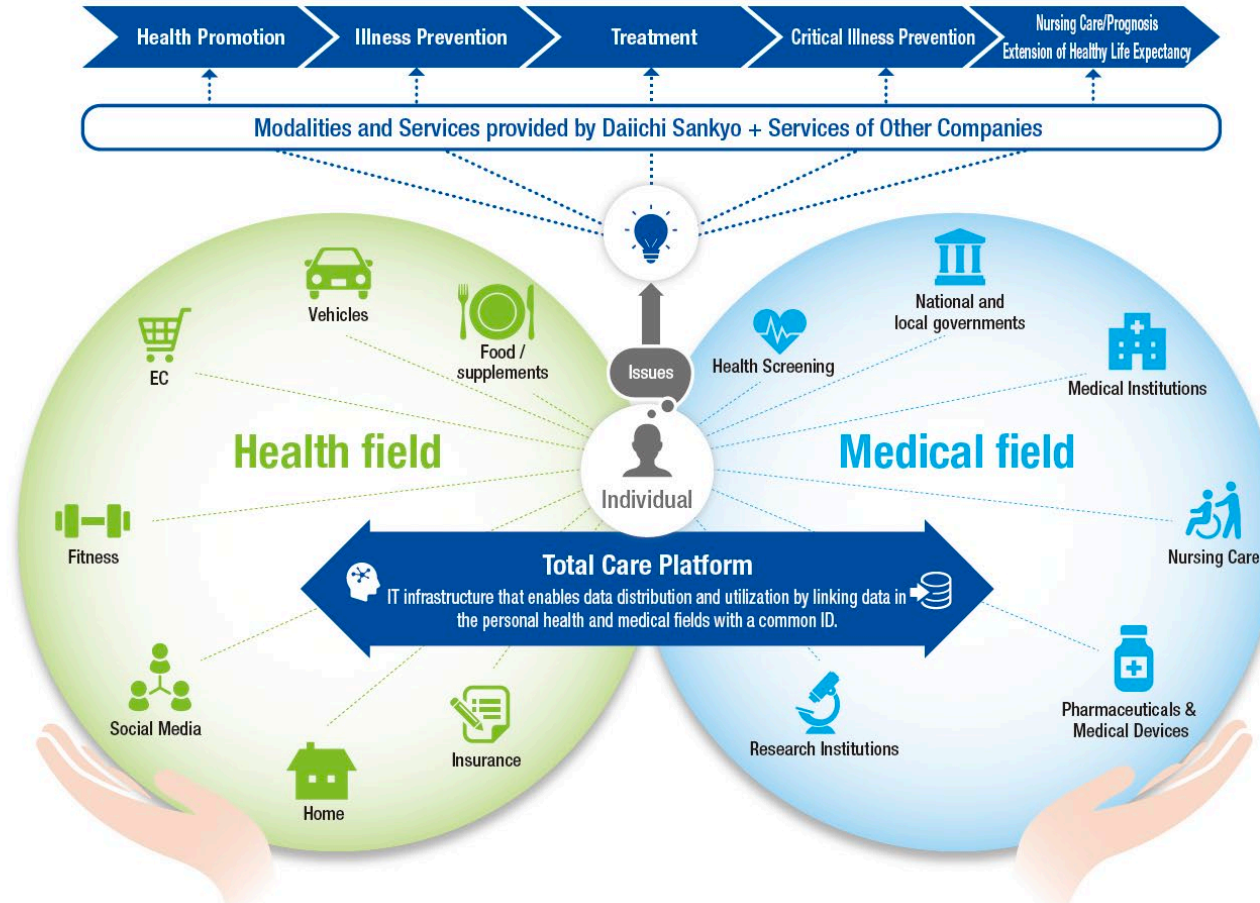 Health Promotion
Illness Prevention
Treatment
Critical Illness Prevention
Nursing Care/Prognosis
Extension of Healthy Life Expectancy
Modalities and Services provided by Daiichi Sankyo + Services of Other Companies
Vehicles
EC
Food /
supplements
Health field
Fitness
Social Media
Home
Insurance
Issues
Individual
National and
local governments
Health Screening
Medical Institutions
Medical field
Nursing Care
Pharmaceuticals &
Medical Devices
Research Institutions
Total Care Platform
IT infrastructure that enables data distribution and utilization by linking data in
the personal health and medical fields with a common ID.